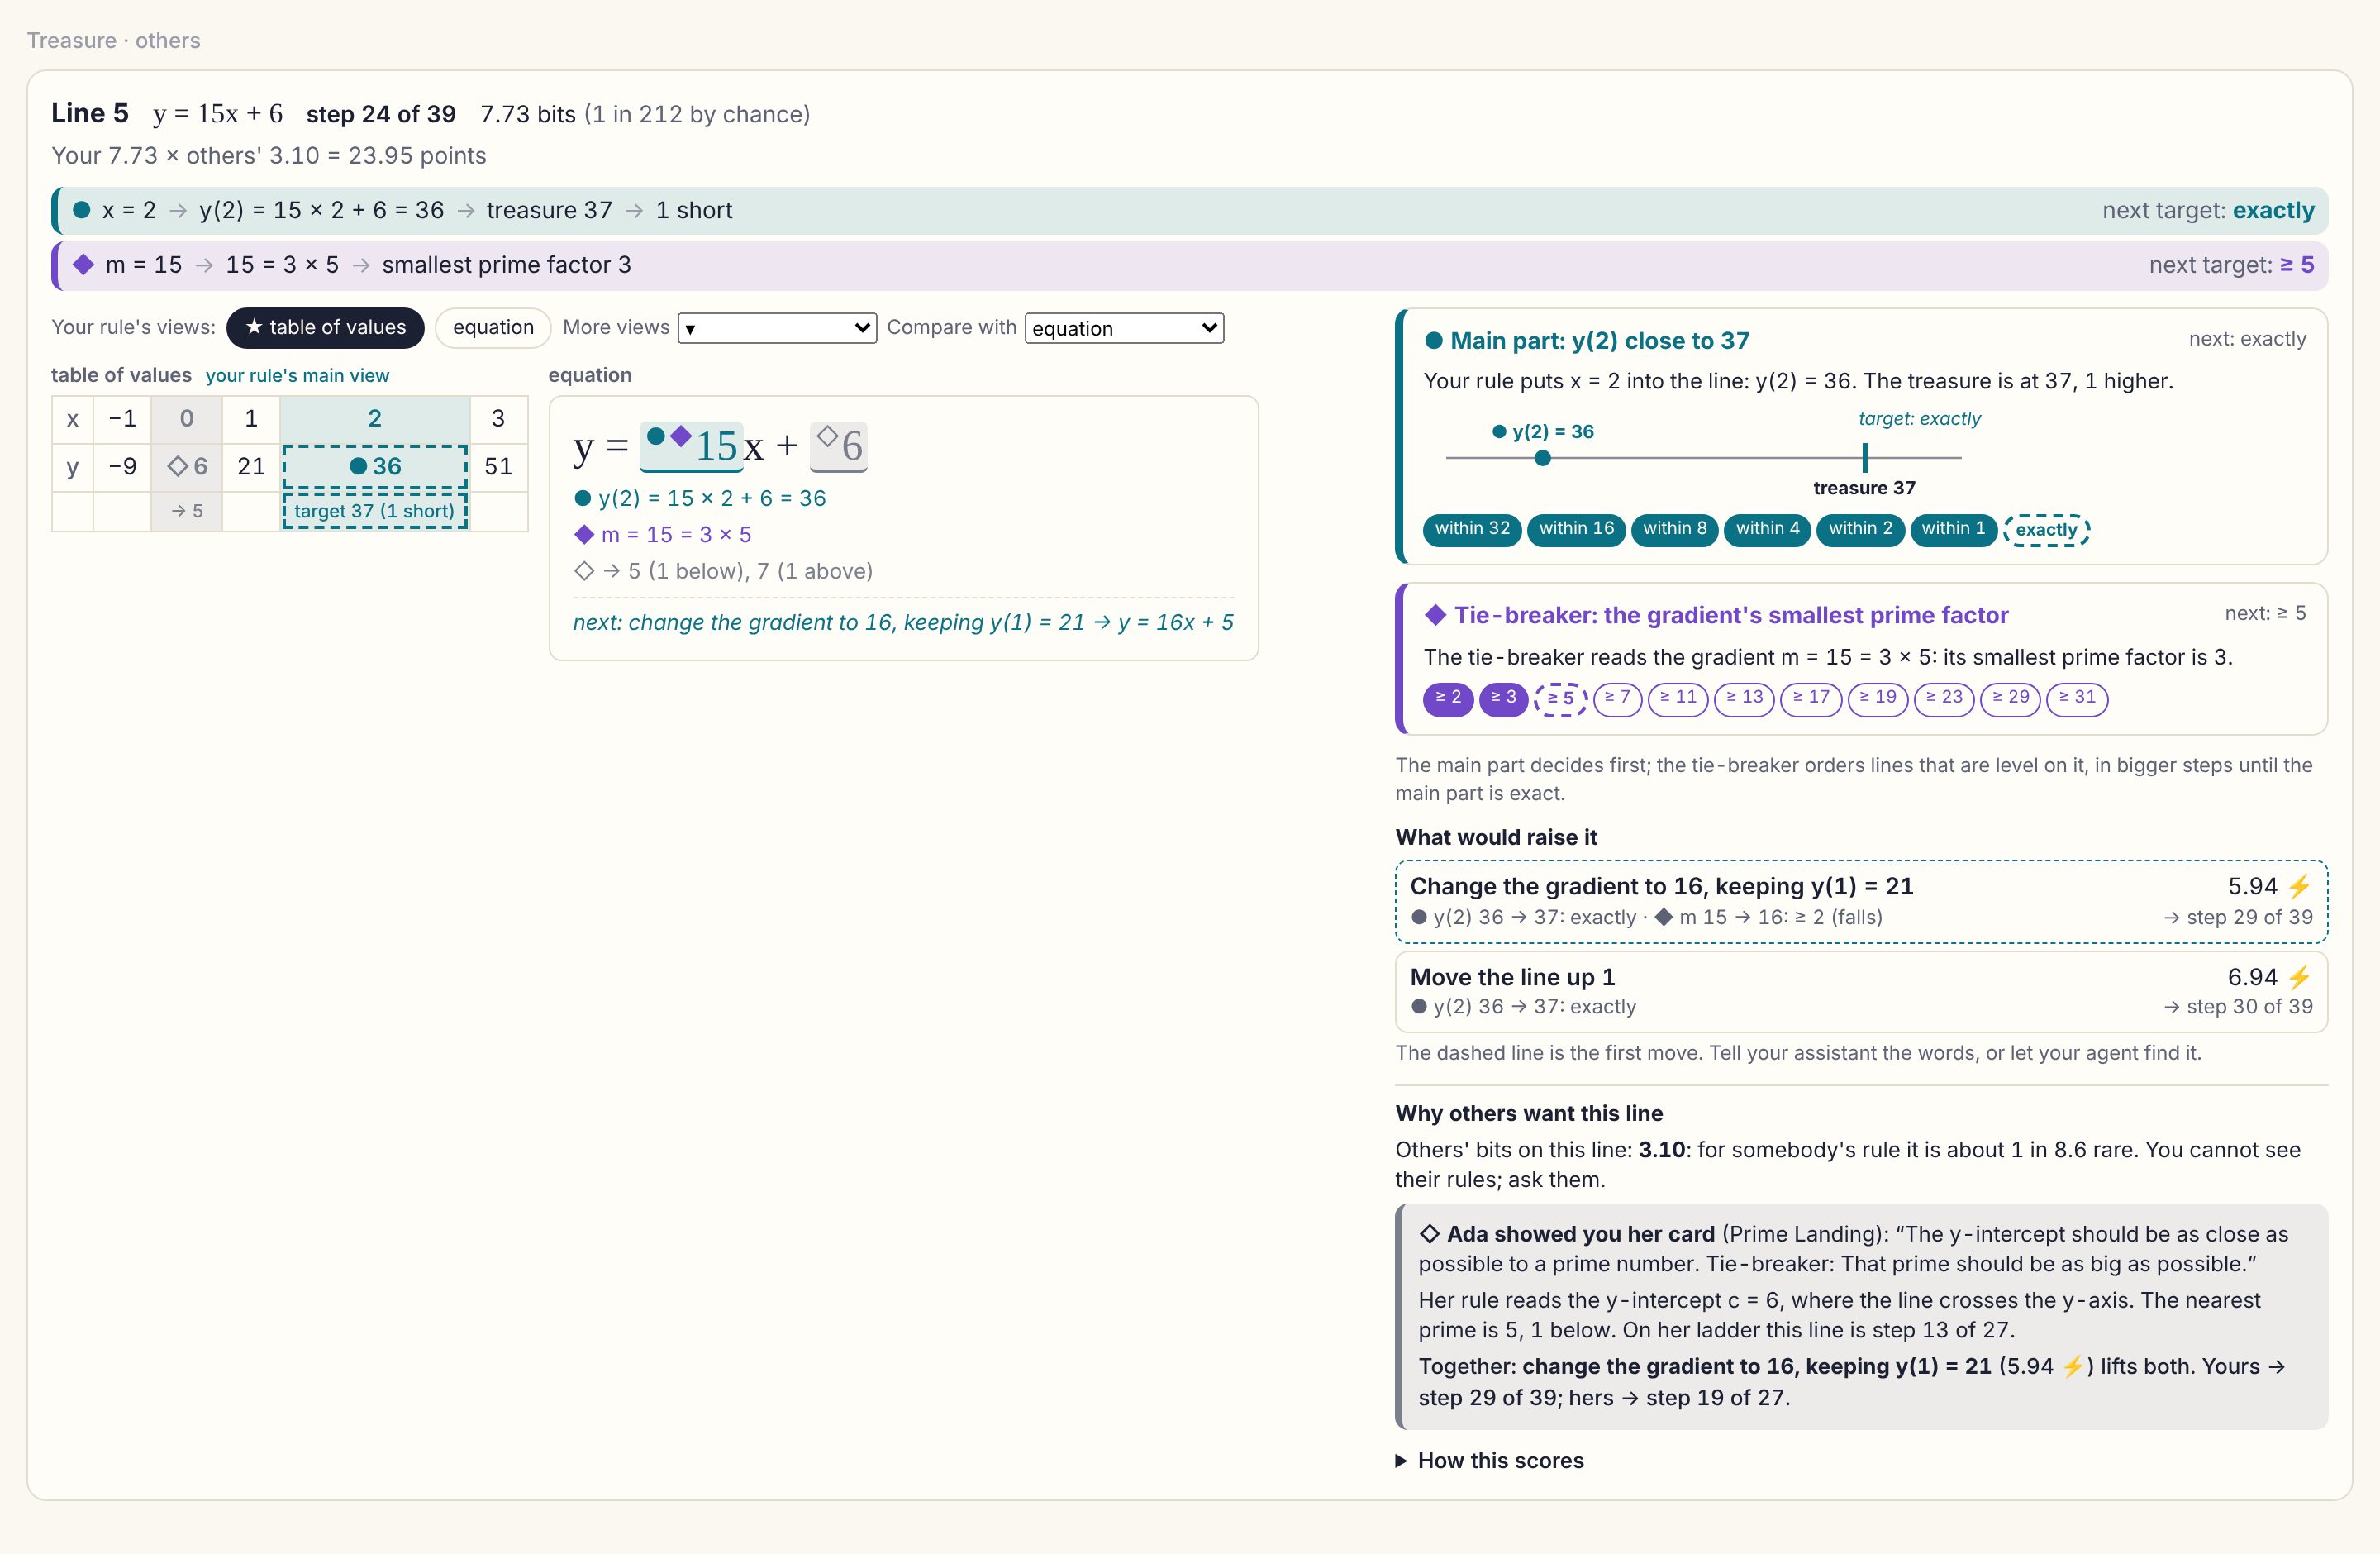 Treasure · others
Line 5 y = 15x + 6 step 24 of 39 7.73 bits (1 in 212 by chance)
Your 7.73 × others' 3.10 = 23.95 points
● x = 2 → y(2) = 15 × 2 + 6 = 36 → treasure 37 → 1 short next target: exactly
◆ m = 15 → 15 = 3 × 5 → smallest prime factor 3 next target: ≥ 5
Your rule's views: ★ table of values equation More views ▾ Compare with equation
table of values your rule's main view
x −1 0 1 2 3
y −9 ◇6 21 ●36 51
→ 5 target 37 (1 short)
equation
y = ●◆15x + ◇6
● y(2) = 15 × 2 + 6 = 36
◆ m = 15 = 3 × 5
◇ → 5 (1 below), 7 (1 above)
next: change the gradient to 16, keeping y(1) = 21 → y = 16x + 5
● Main part: y(2) close to 37 next: exactly
Your rule puts x = 2 into the line: y(2) = 36. The treasure is at 37, 1 higher.
target: exactly
● y(2) = 36
treasure 37
within 32 within 16 within 8 within 4 within 2 within 1 exactly
◆ Tie-breaker: the gradient's smallest prime factor next: ≥ 5
The tie-breaker reads the gradient m = 15 = 3 × 5: its smallest prime factor is 3.
≥ 2 ≥ 3 ≥ 5 ≥ 7 ≥ 11 ≥ 13 ≥ 17 ≥ 19 ≥ 23 ≥ 29 ≥ 31
The main part decides first; the tie-breaker orders lines that are level on it, in bigger steps until the
main part is exact.
What would raise it
Change the gradient to 16, keeping y(1) = 21 5.94 ⚡
● y(2) 36 → 37: exactly · ◆ m 15 → 16: ≥ 2 (falls) → step 29 of 39
Move the line up 1 6.94 ⚡
● y(2) 36 → 37: exactly → step 30 of 39
The dashed line is the first move. Tell your assistant the words, or let your agent find it.
Why others want this line
Others' bits on this line: 3.10: for somebody's rule it is about 1 in 8.6 rare. You cannot see
their rules; ask them.
◇ Ada showed you her card (Prime Landing): “The y-intercept should be as close as
possible to a prime number. Tie-breaker: That prime should be as big as possible.”
Her rule reads the y-intercept c = 6, where the line crosses the y-axis. The nearest
prime is 5, 1 below. On her ladder this line is step 13 of 27.
Together: change the gradient to 16, keeping y(1) = 21 (5.94 ⚡) lifts both. Yours →
step 29 of 39; hers → step 19 of 27.
▶ How this scores